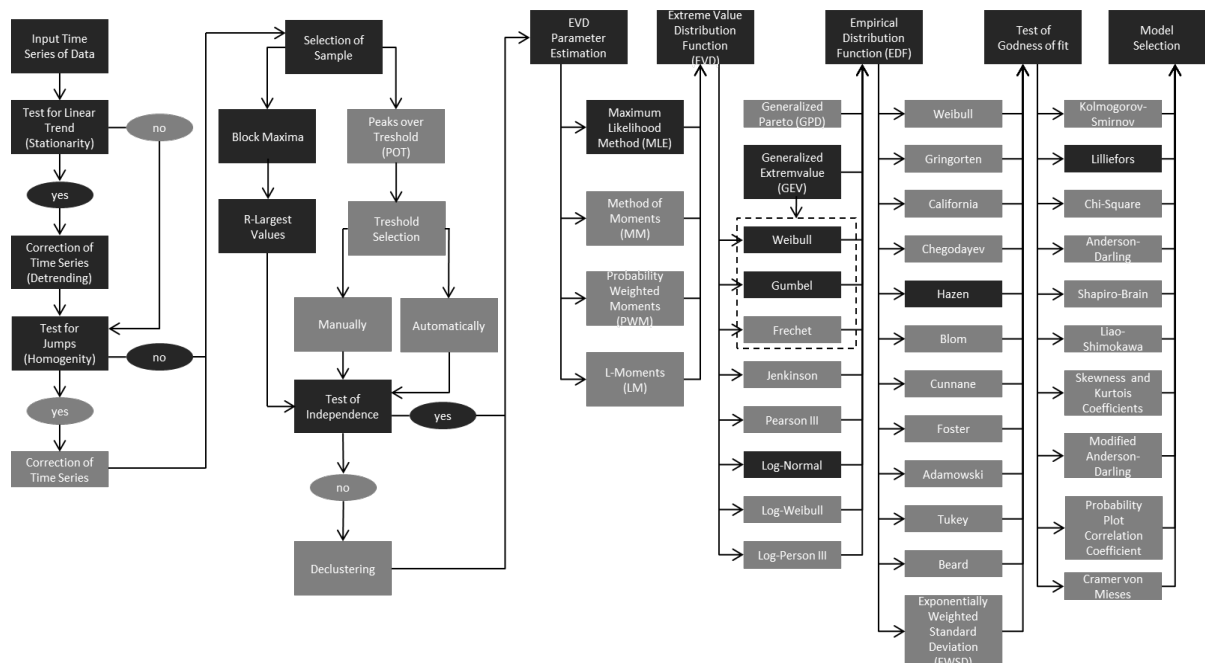 Input Time
Series of Data
Test for Linear
Trend
(Stationarity)
no
yes
Correction of
Time Series
(Detrending)
Test for
Jumps
(Homogenity)
no
yes
Correction of
Time Series
Selection of
Sample
Block Maxima
R-Largest
Values
Peaks over
Treshold
(POT)
Treshold
Selection
Manually
Automatically
Test of
Independence
yes
no
Declustering
EVD
Parameter
Estimation
Maximum
Likelihood
Method (MLE)
Method of
Moments
(MM)
Probability
Weighted
Moments
(PWM)
L-Moments
(LM)
Extreme Value
Distribution
Function
(EVD)
Generalized
Pareto (GPD)
Generalized
Extremvalue
(GEV)
Weibull
Gumbel
Frechet
Jenkinson
Pearson III
Log-Normal
Log-Weibull
Log-Person III
Empirical
Distribution
Function (EDF)
Weibull
Gringorten
California
Chegodayev
Hazen
Blom
Cunnane
Foster
Adamowski
Tukey
Beard
Exponentially
Weighted
Standard
Deviation
(EWSD)
Test of
Godness of fit
Kolmogorov-
Smirnov
Lilliefors
Chi-Square
Anderson-
Darling
Shapiro-Brain
Liao-
Shimokawa
Skewness and
Kurtois
Coefficients
Modified
Anderson-
Darling
Probability
Plot
Correlation
Coefficient
Cramer von
Mieses
Model
Selection